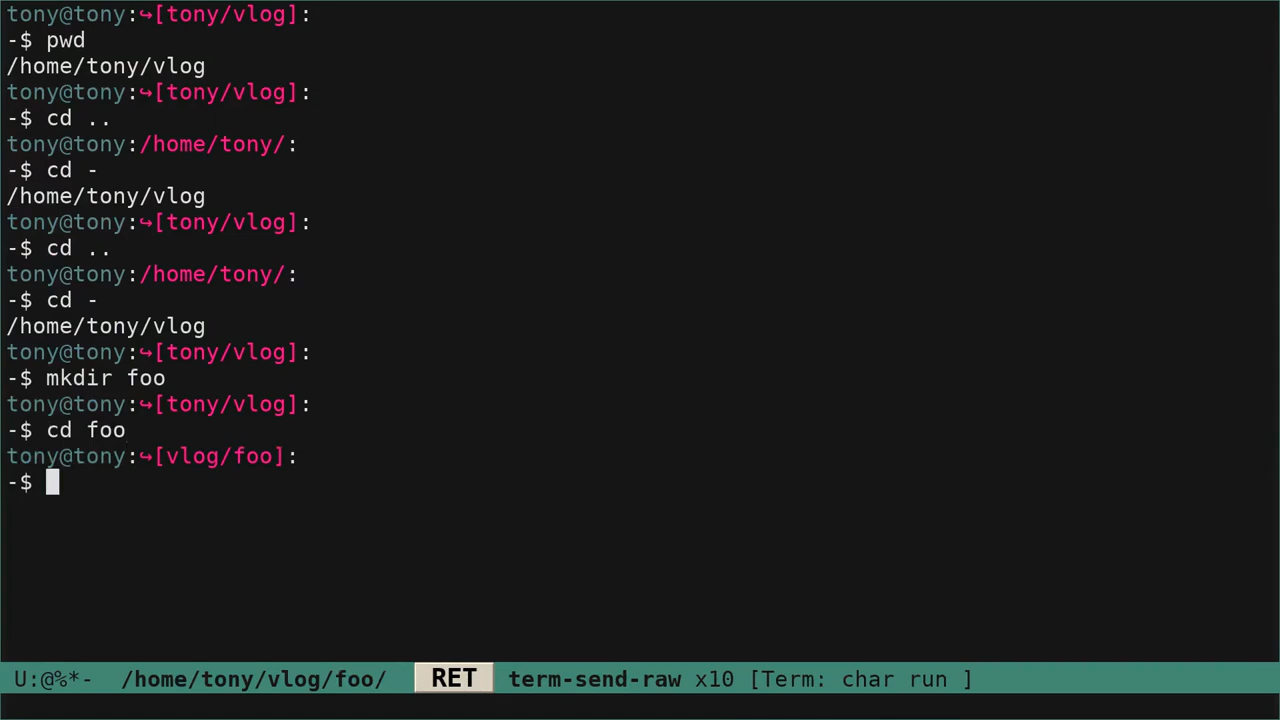 tony@tony:↪[tony/vlog]:
-$ pwd
/home/tony/vlog
tony@tony:↪[tony/vlog]:
-$ cd ..
tony@tony:/home/tony/:
-$ cd -
/home/tony/vlog
tony@tony:↪[tony/vlog]:
-$ cd ..
tony@tony:/home/tony/:
-$ cd -
/home/tony/vlog
tony@tony:↪[tony/vlog]:
-$ mkdir foo
tony@tony:↪[tony/vlog]:
-$ cd foo
tony@tony:↪[vlog/foo]:
-$
U:@%*- /home/tony/vlog/foo/ RET term-send-raw x10 [Term: char run ]